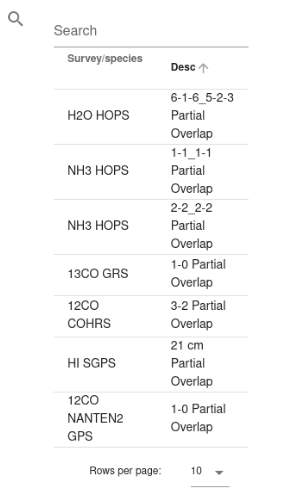 Search
Survey/species
Desc
H2O HOPS
6-1-6_5-2-3
Partial
Overlap
NH3 HOPS
1-1_1-1
Partial
Overlap
NH3 HOPS
2-2_2-2
Partial
Overlap
13CO GRS
1-0 Partial
Overlap
12CO
COHRS
3-2 Partial
Overlap
HI SGPS
21 cm
Partial
Overlap
12CO
NANTEN2
GPS
1-0 Partial
Overlap
Rows per page: 10